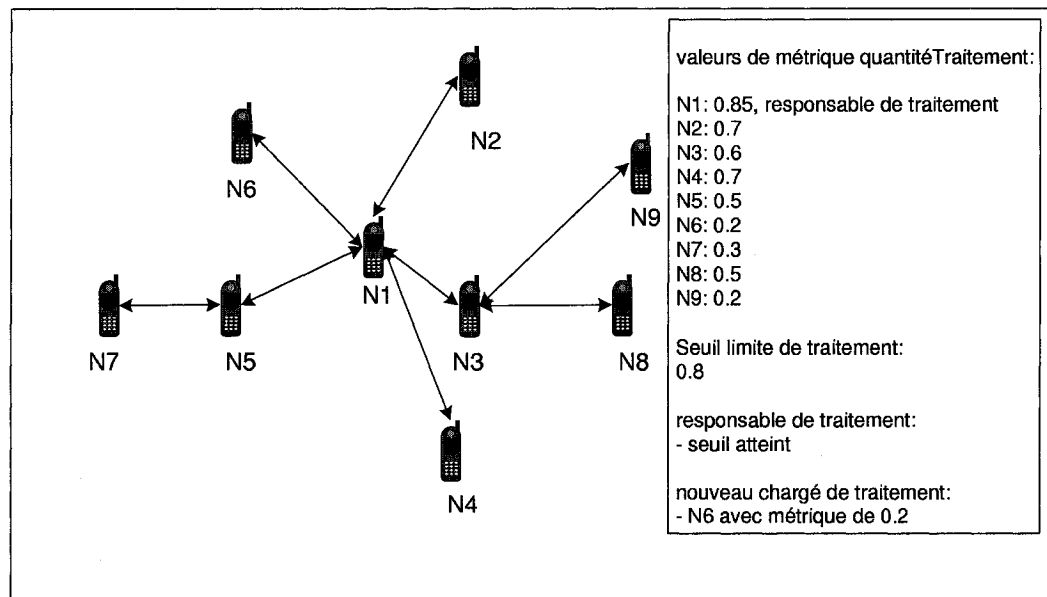 N2
N6
N9
N1
N7
N5
N3
N8
N4
valeurs de métrique quantitéTraitement:
N1: 0.85, responsable de traitement
N2: 0.7
N3: 0.6
N4: 0.7
N5: 0.5
N6: 0.2
N7: 0.3
N8: 0.5
N9: 0.2
Seuil limite de traitement:
0.8
responsable de traitement:
- seuil atteint
nouveau chargé de traitement:
- N6 avec métrique de 0.2